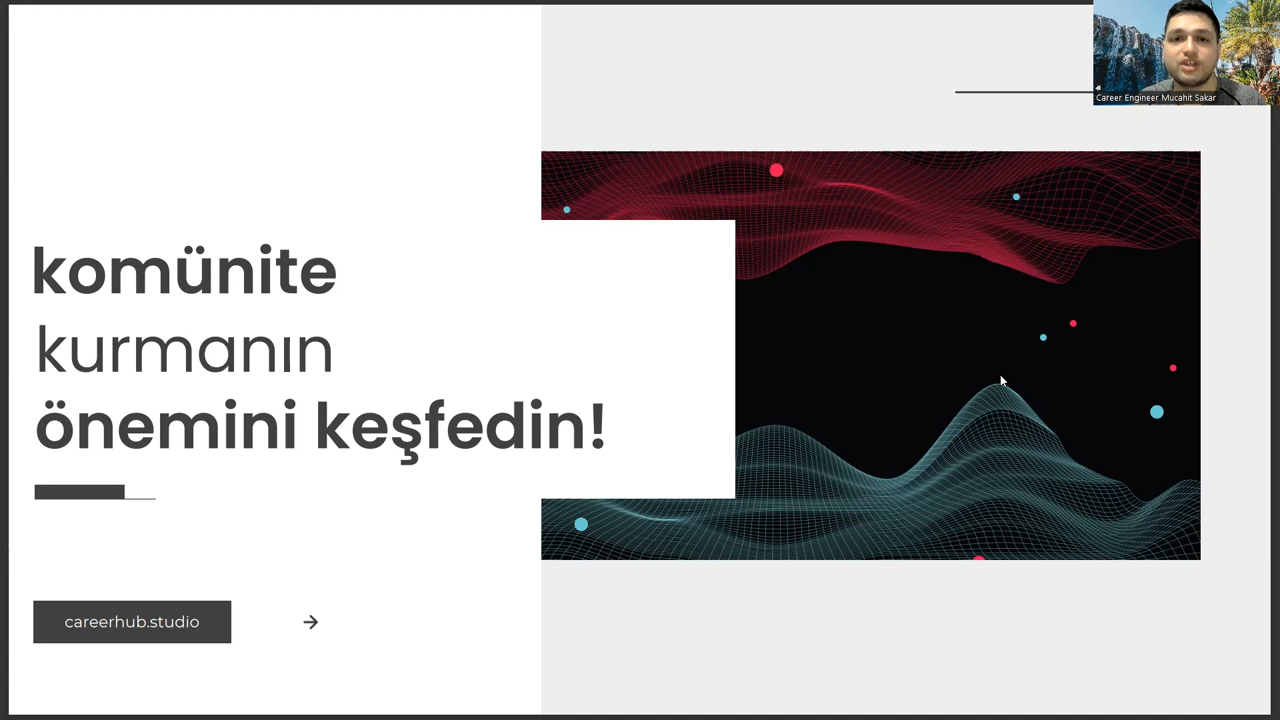 komünite
kurmanın
önemini keşfedin!
careerhub.studio
Career Engineer Mucahit Sakar